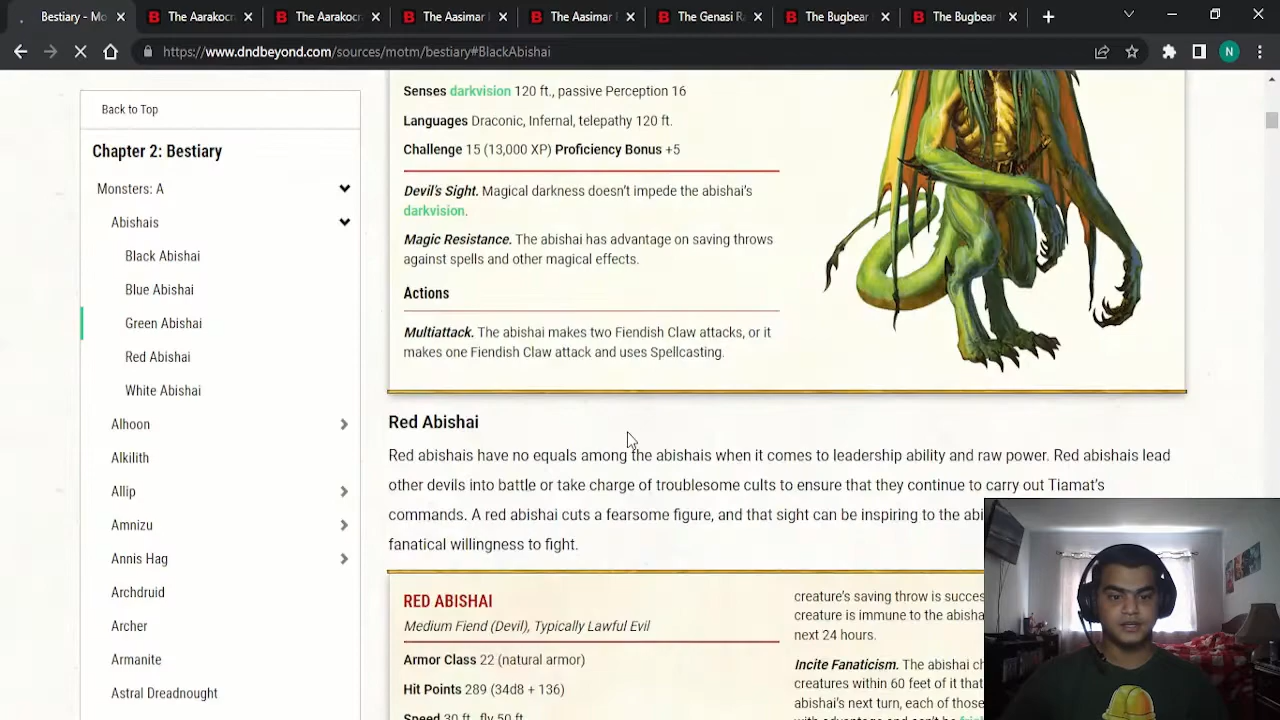 Bestiary - Mo
The Aarakocr
The Aarakocr
The Aasimar
The Aasimar
The Genasi Ra
The Bugbear
The Bugbear
https://www.dndbeyond.com/sources/motm/bestiary#BlackAbishai
N
Back to Top
Chapter 2: Bestiary
Monsters: A
Abishais
Black Abishai
Blue Abishai
Green Abishai
Red Abishai
White Abishai
Alhoon
Alkilith
Allip
Amnizu
Annis Hag
Archdruid
Archer
Armanite
Astral Dreadnought
Senses darkvision 120 ft., passive Perception 16
Languages Draconic, Infernal, telepathy 120 ft.
Challenge 15 (13,000 XP) Proficiency Bonus +5
Devil's Sight. Magical darkness doesn't impede the abishai's
darkvision.
Magic Resistance. The abishai has advantage on saving throws
against spells and other magical effects.
Actions
Multiattack. The abishai makes two Fiendish Claw attacks, or it
makes one Fiendish Claw attack and uses Spellcasting.
Red Abishai
Red abishais have no equals among the abishais when it comes to leadership ability and raw power. Red abishais lead
other devils into battle or take charge of troublesome cults to ensure that they continue to carry out Tiamat's
commands. A red abishai cuts a fearsome figure, and that sight can be inspiring to the abi
fanatical willingness to fight.
RED ABISHAI
Medium Fiend (Devil), Typically Lawful Evil
Armor Class 22 (natural armor)
Hit Points 289 (34d8 + 136)
Speed 30 ft., fly 50 ft.
creature's saving throw is succes
creature is immune to the abisha
next 24 hours.
Incite Fanaticism. The abishai ch
creatures within 60 feet of it that
abishai's next turn, each of those